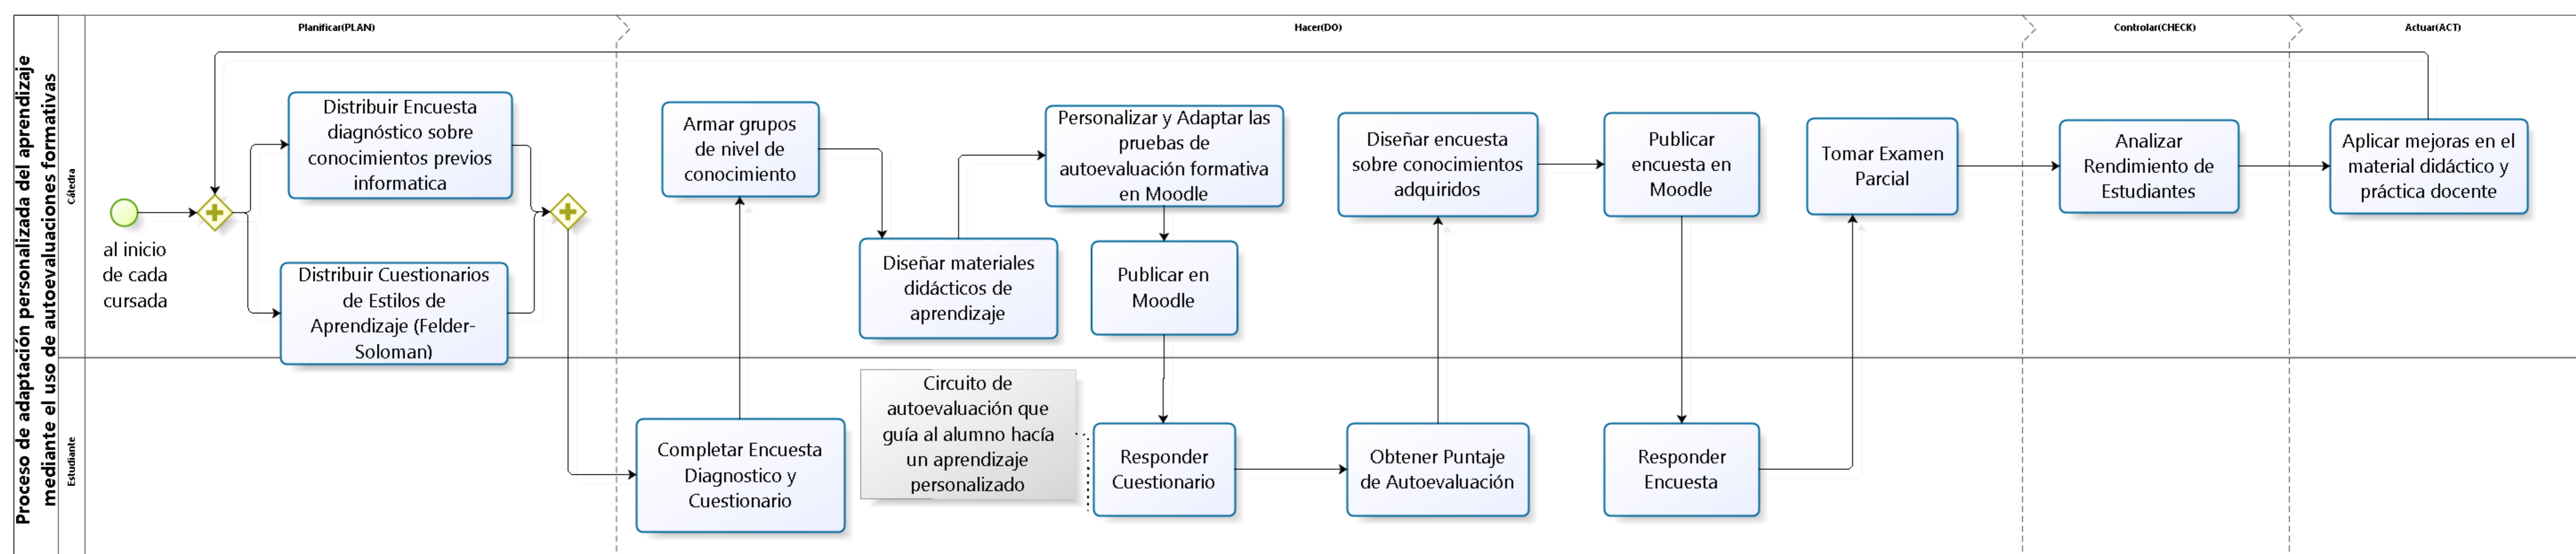 Proceso de adaptación personalizada del aprendizaje
mediante el uso de autoevaluaciones formativas
Cátedra
Estudiante
Planificar(PLAN)
Hacer(DO)
Controlar(CHECK)
Actuar(ACT)
al inicio
de cada
cursada
Distribuir Encuesta
diagnóstico sobre
conocimientos previos
informatica
Distribuir Cuestionarios
de Estilos de
Aprendizaje (Felder-
Soloman)
Completar Encuesta
Diagnostico y
Cuestionario
Armar grupos
de nivel de
conocimiento
Diseñar materiales
didácticos de
aprendizaje
Personalizar y Adaptar las
pruebas de
autoevaluación formativa
en Moodle
Publicar en
Moodle
Circuito de
autoevaluación que
guía al alumno hacía
un aprendizaje
personalizado
Responder
Cuestionario
Obtener Puntaje
de Autoevaluación
Diseñar encuesta
sobre conocimientos
adquiridos
Publicar
encuesta en
Moodle
Responder
Encuesta
Tomar Examen
Parcial
Analizar
Rendimiento de
Estudiantes
Aplicar mejoras en el
material didáctico y
práctica docente